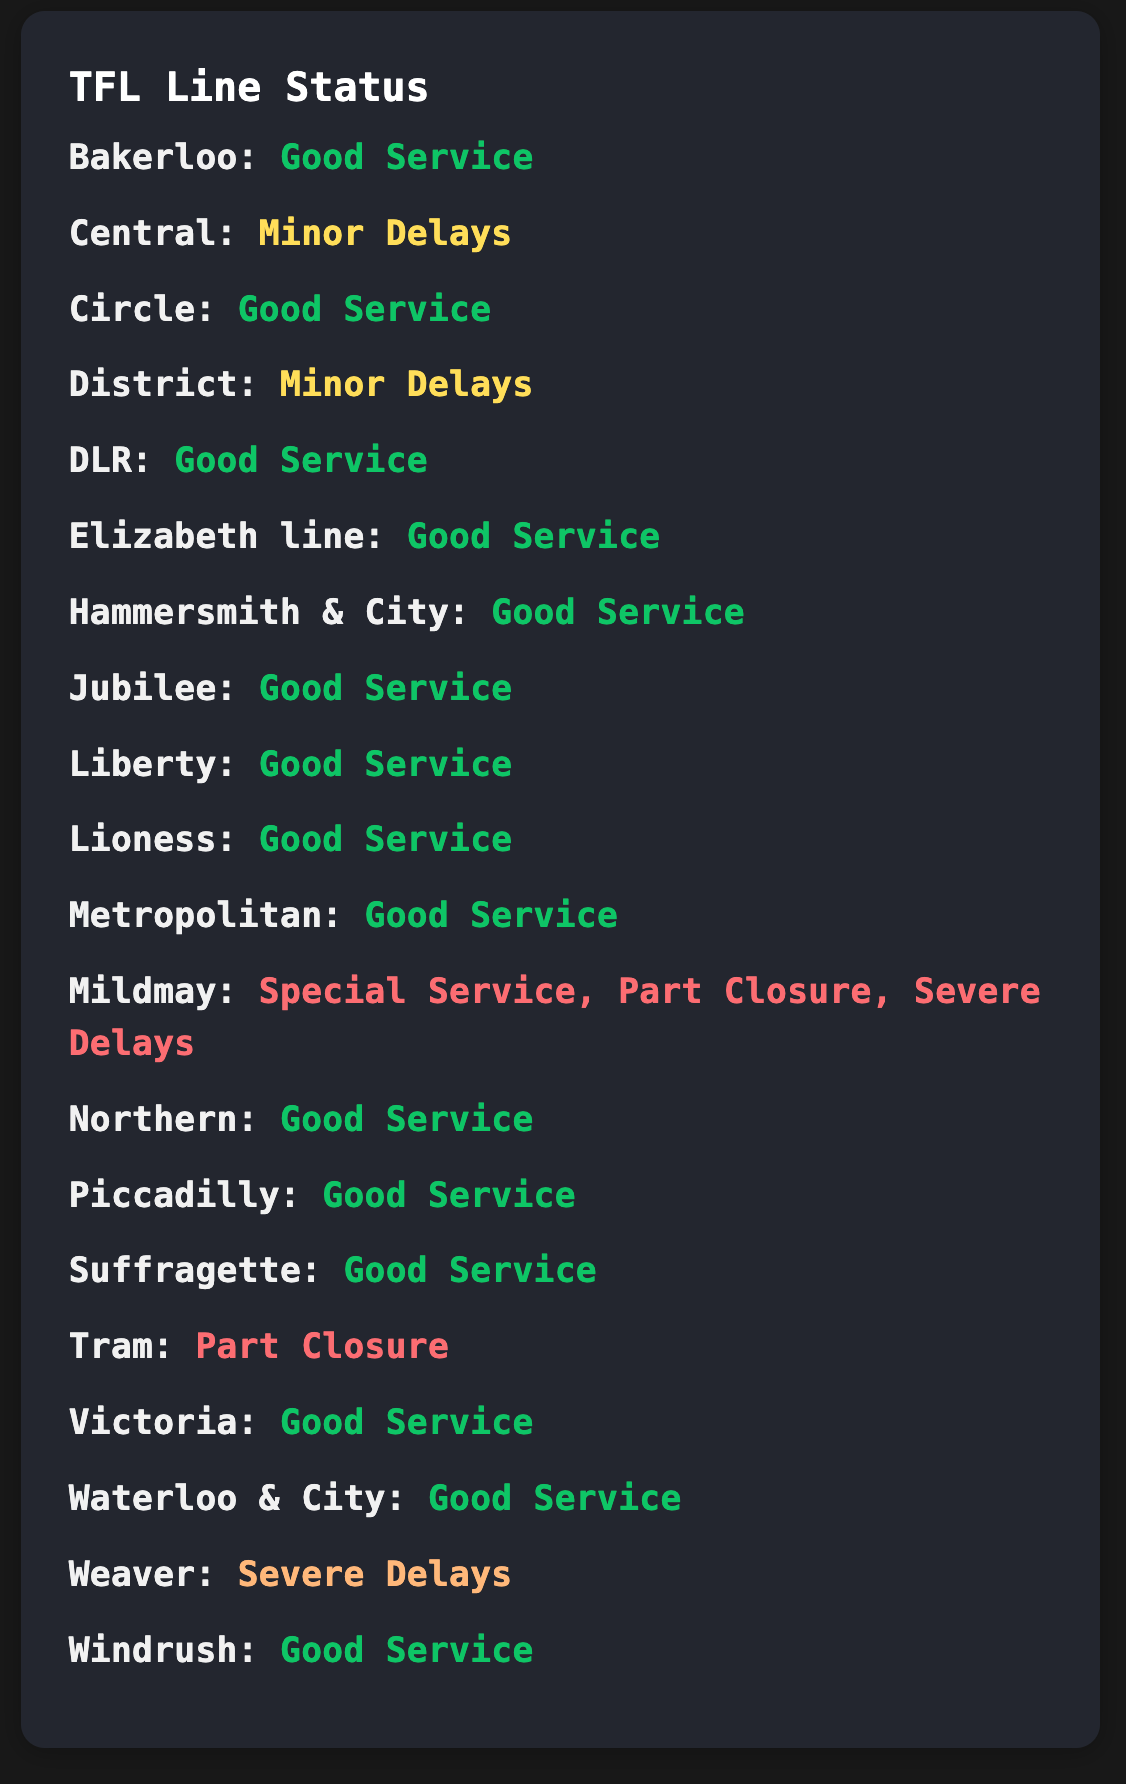 TFL Line Status
Bakerloo: Good Service
Central: Minor Delays
Circle: Good Service
District: Minor Delays
DLR: Good Service
Elizabeth line: Good Service
Hammersmith & City: Good Service
Jubilee: Good Service
Liberty: Good Service
Lioness: Good Service
Metropolitan: Good Service
Mildmay: Special Service, Part Closure, Severe
Delays
Northern: Good Service
Piccadilly: Good Service
Suffragette: Good Service
Tram: Part Closure
Victoria: Good Service
Waterloo & City: Good Service
Weaver: Severe Delays
Windrush: Good Service